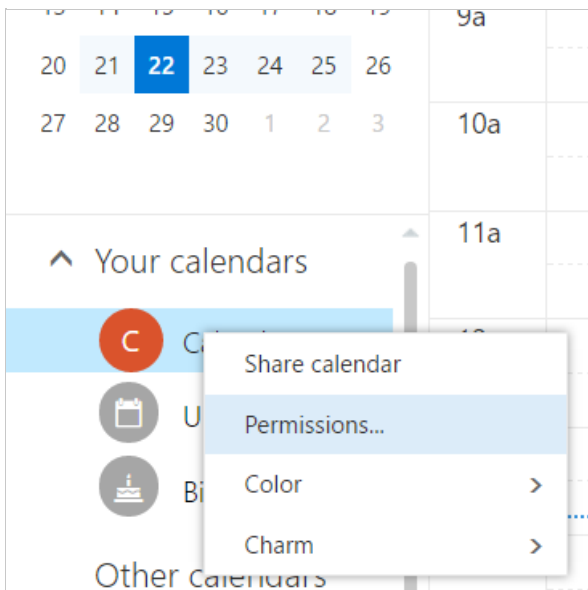 9a
20 21 22 23 24 25 26
27 28 29 30 1 2 3
10a
11a
Your calendars
C
Share calendar
Permissions...
Color
Charm
Other calendars